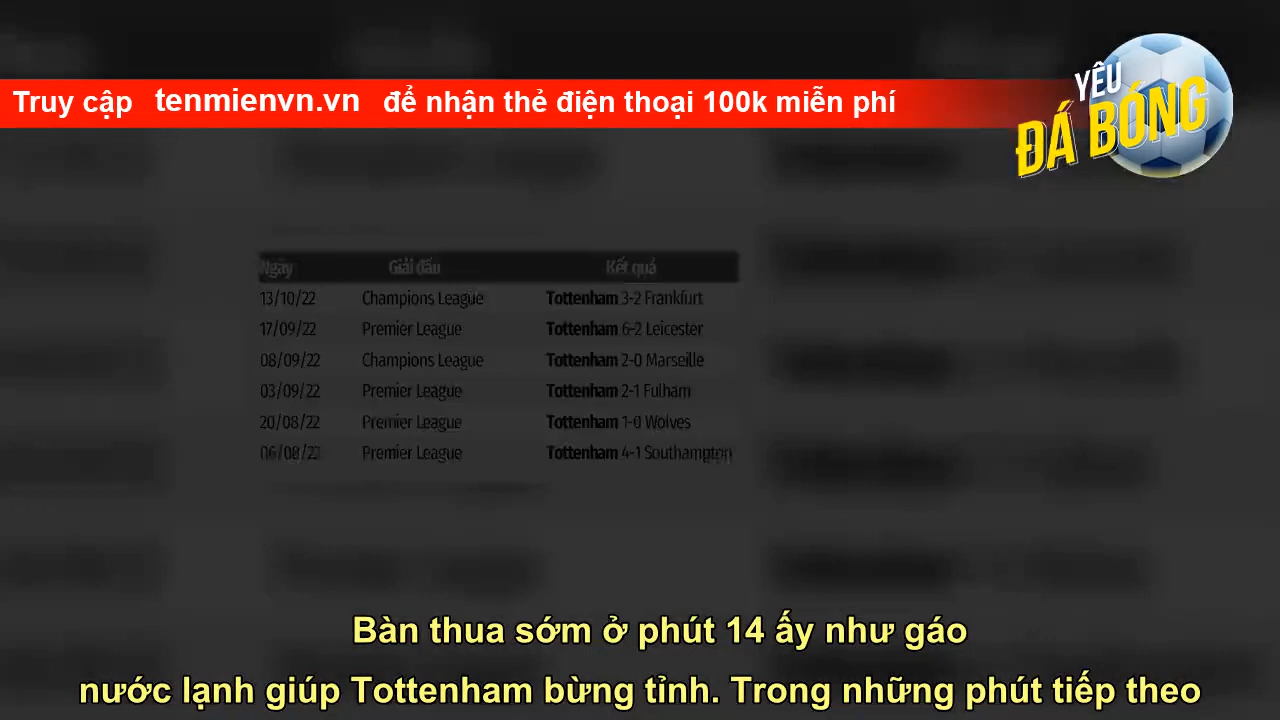 YÊU
ĐÁ BÓNG
Truy cập tenmienvn.vn để nhận thẻ điện thoại 100k miễn phí
Ngày Giải đấu Kết quả
13/10/22 Champions League Tottenham 3-2 Frankfurt
17/09/22 Premier League Tottenham 6-2 Leicester
08/09/22 Champions League Tottenham 2-0 Marseille
03/09/22 Premier League Tottenham 2-1 Fulham
20/08/22 Premier League Tottenham 1-0 Wolves
06/08/22 Premier League Tottenham 4-1 Southampton
Bàn thua sớm ở phút 14 ấy như gáo
nước lạnh giúp Tottenham bừng tỉnh. Trong những phút tiếp theo